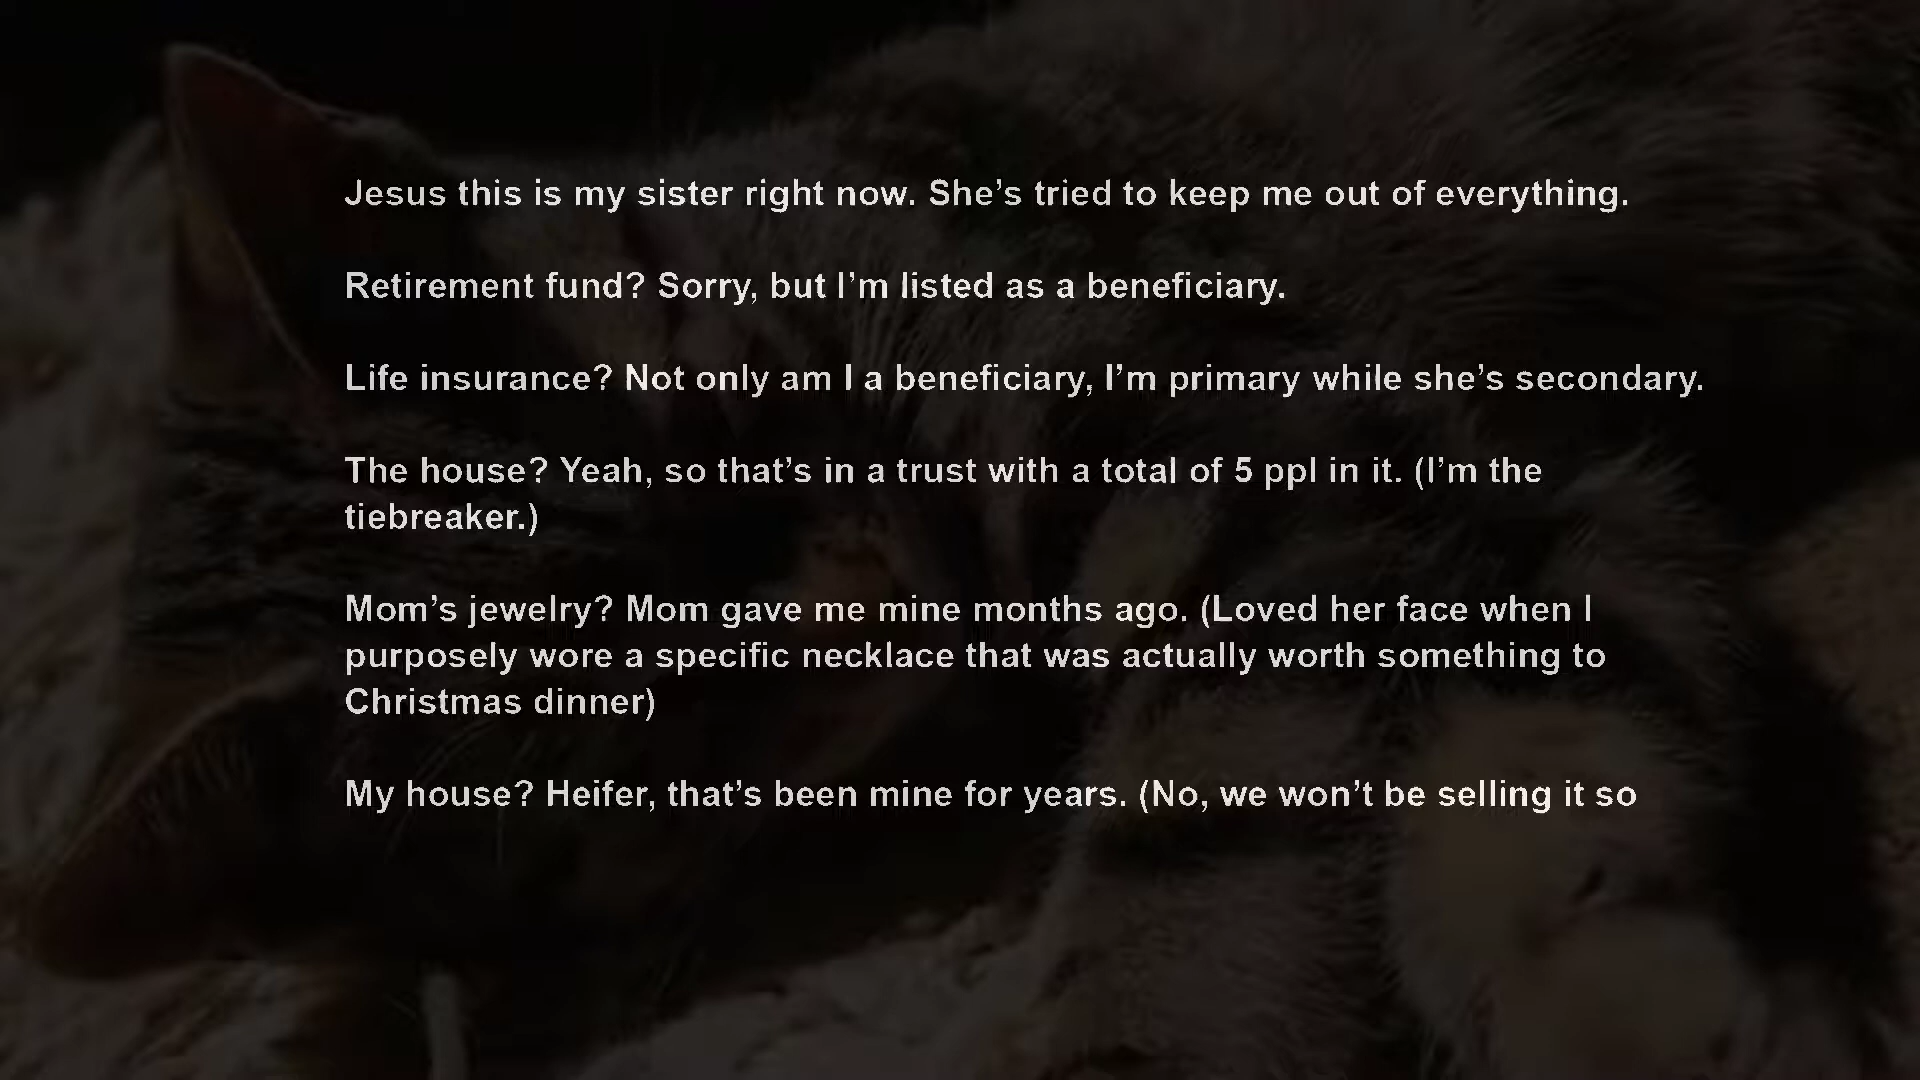 Jesus this is my sister right now. She’s tried to keep me out of everything.
Retirement fund? Sorry, but I’m listed as a beneficiary.
Life insurance? Not only am I a beneficiary, I’m primary while she’s secondary.
The house? Yeah, so that’s in a trust with a total of 5 ppl in it. (I’m the
tiebreaker.)
Mom’s jewelry? Mom gave me mine months ago. (Loved her face when I
purposely wore a specific necklace that was actually worth something to
Christmas dinner)
My house? Heifer, that’s been mine for years. (No, we won’t be selling it so